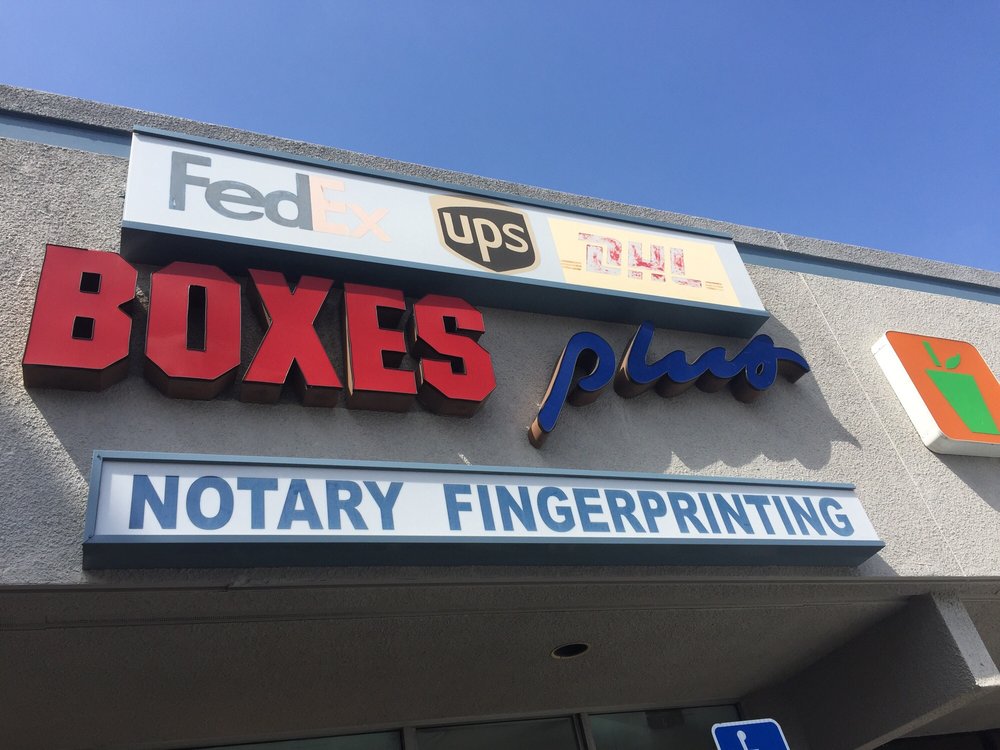 FedEx UPS DHL
BOXES plus
NOTARY FINGERPRINTING